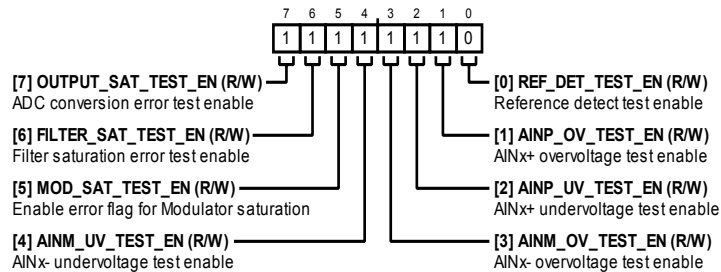 7 6 5 4 3 2 1 0
1 1 1 1 1 1 1 0
[7] OUTPUT_SAT_TEST_EN (R/W)
ADC conversion error test enable
[6] FILTER_SAT_TEST_EN (R/W)
Filter saturation error test enable
[5] MOD_SAT_TEST_EN (R/W)
Enable error flag for Modulator saturation
[4] AINM_UV_TEST_EN (R/W)
AINx- undervoltage test enable
[0] REF_DET_TEST_EN (R/W)
Reference detect test enable
[1] AINP_OV_TEST_EN (R/W)
AINx+ overvoltage test enable
[2] AINP_UV_TEST_EN (R/W)
AINx+ undervoltage test enable
[3] AINM_OV_TEST_EN (R/W)
AINx- overvoltage test enable